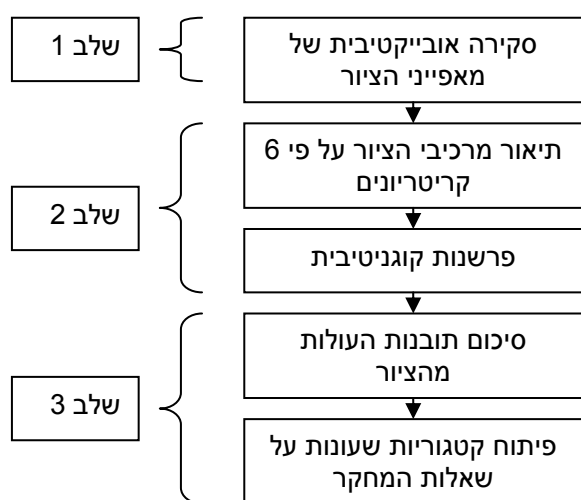 שלב 1
סקירה אובייקטיבית של
מאפייני הציור
שלב 2
תיאור מרכיבי הציור על פי 6
קריטריונים
פרשנות קוגניטיבית
שלב 3
סיכום תובנות העולות
מהציור
פיתוח קטגוריות שעונות על
שאלות המחקר